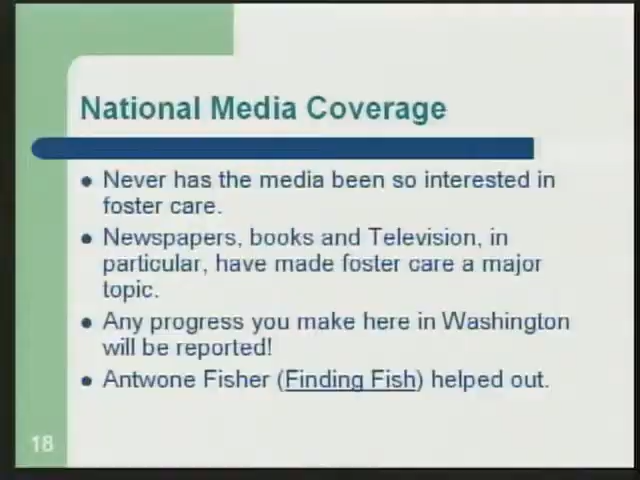 National Media Coverage
● Never has the media been so interested in
foster care.
● Newspapers, books and Television, in
particular, have made foster care a major
topic.
● Any progress you make here in Washington
will be reported!
● Antwone Fisher (Finding Fish) helped out.
18